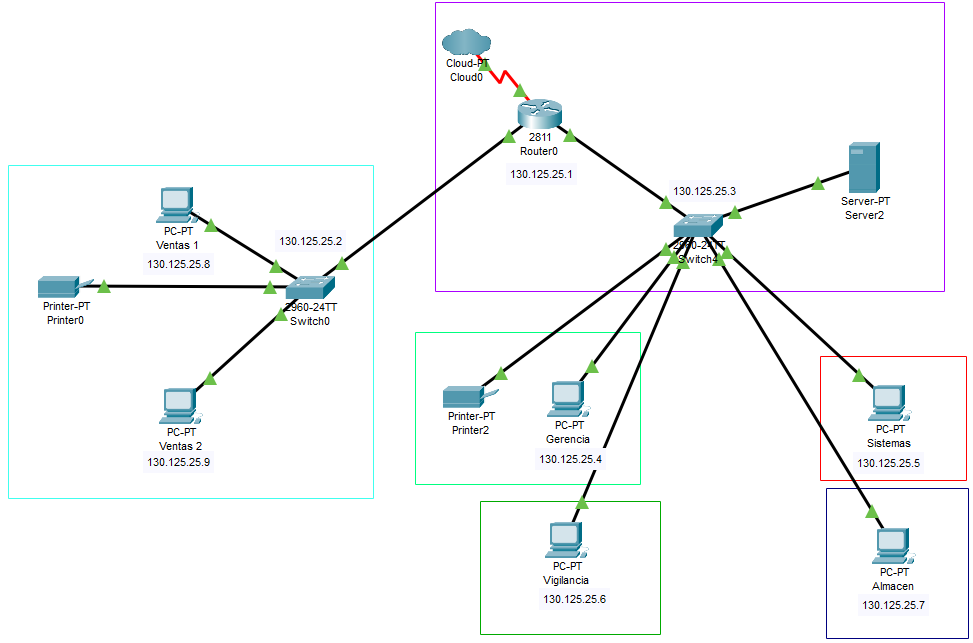 Cloud-PT
Cloud0
2811
Router0
130.125.25.1
130.125.25.3
Server-PT
Server2
2960-24TT
Switch4
PC-PT
Ventas 1
130.125.25.8
130.125.25.2
Printer-PT
Printer0
2960-24TT
Switch0
PC-PT
Ventas 2
130.125.25.9
Printer-PT
Printer2
PC-PT
Gerencia
130.125.25.4
PC-PT
Sistemas
130.125.25.5
PC-PT
Vigilancia
130.125.25.6
PC-PT
Almacen
130.125.25.7